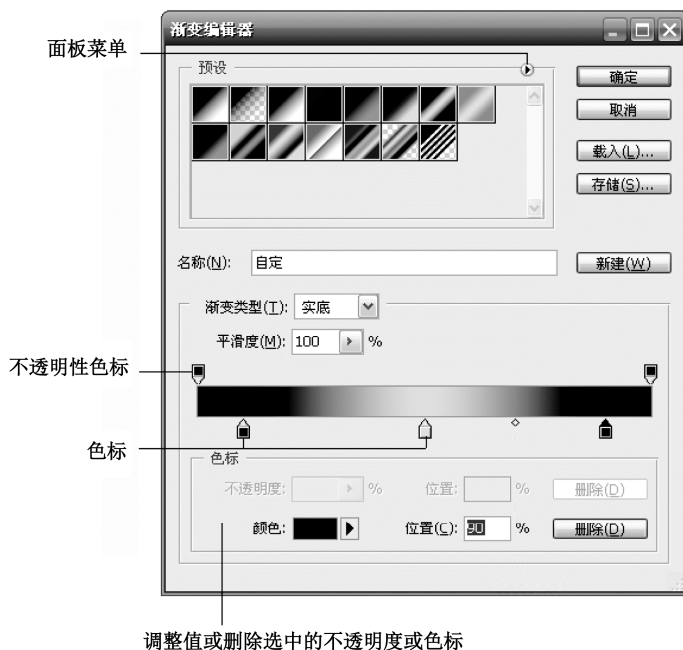 渐变编辑器
面板菜单
预设
确定
取消
载入(L)...
存储(S)...
名称(N): 自定
新建(W)
渐变类型(T): 实底
平滑度(M): 100 %
不透明性色标
色标
色标
不透明度: % 位置: % 删除(D)
颜色: 位置(C): 90 % 删除(D)
调整值或删除选中的不透明度或色标